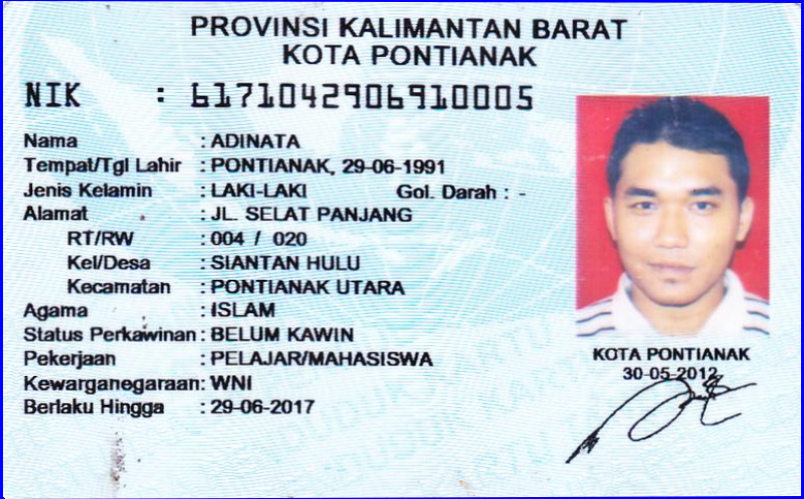 PROVINSI KALIMANTAN BARAT
KOTA PONTIANAK
NIK : 6171042906910005
Nama : ADINATA
Tempat/Tgl Lahir : PONTIANAK, 29-06-1991
Jenis Kelamin : LAKI-LAKI Gol. Darah : -
Alamat : JL. SELAT PANJANG
RT/RW : 004 / 020
Kel/Desa : SIANTAN HULU
Kecamatan : PONTIANAK UTARA
Agama : ISLAM
Status Perkawinan : BELUM KAWIN
Pekerjaan : PELAJAR/MAHASISWA
Kewarganegaraan : WNI
Berlaku Hingga : 29-06-2017
KOTA PONTIANAK
30-05-2012